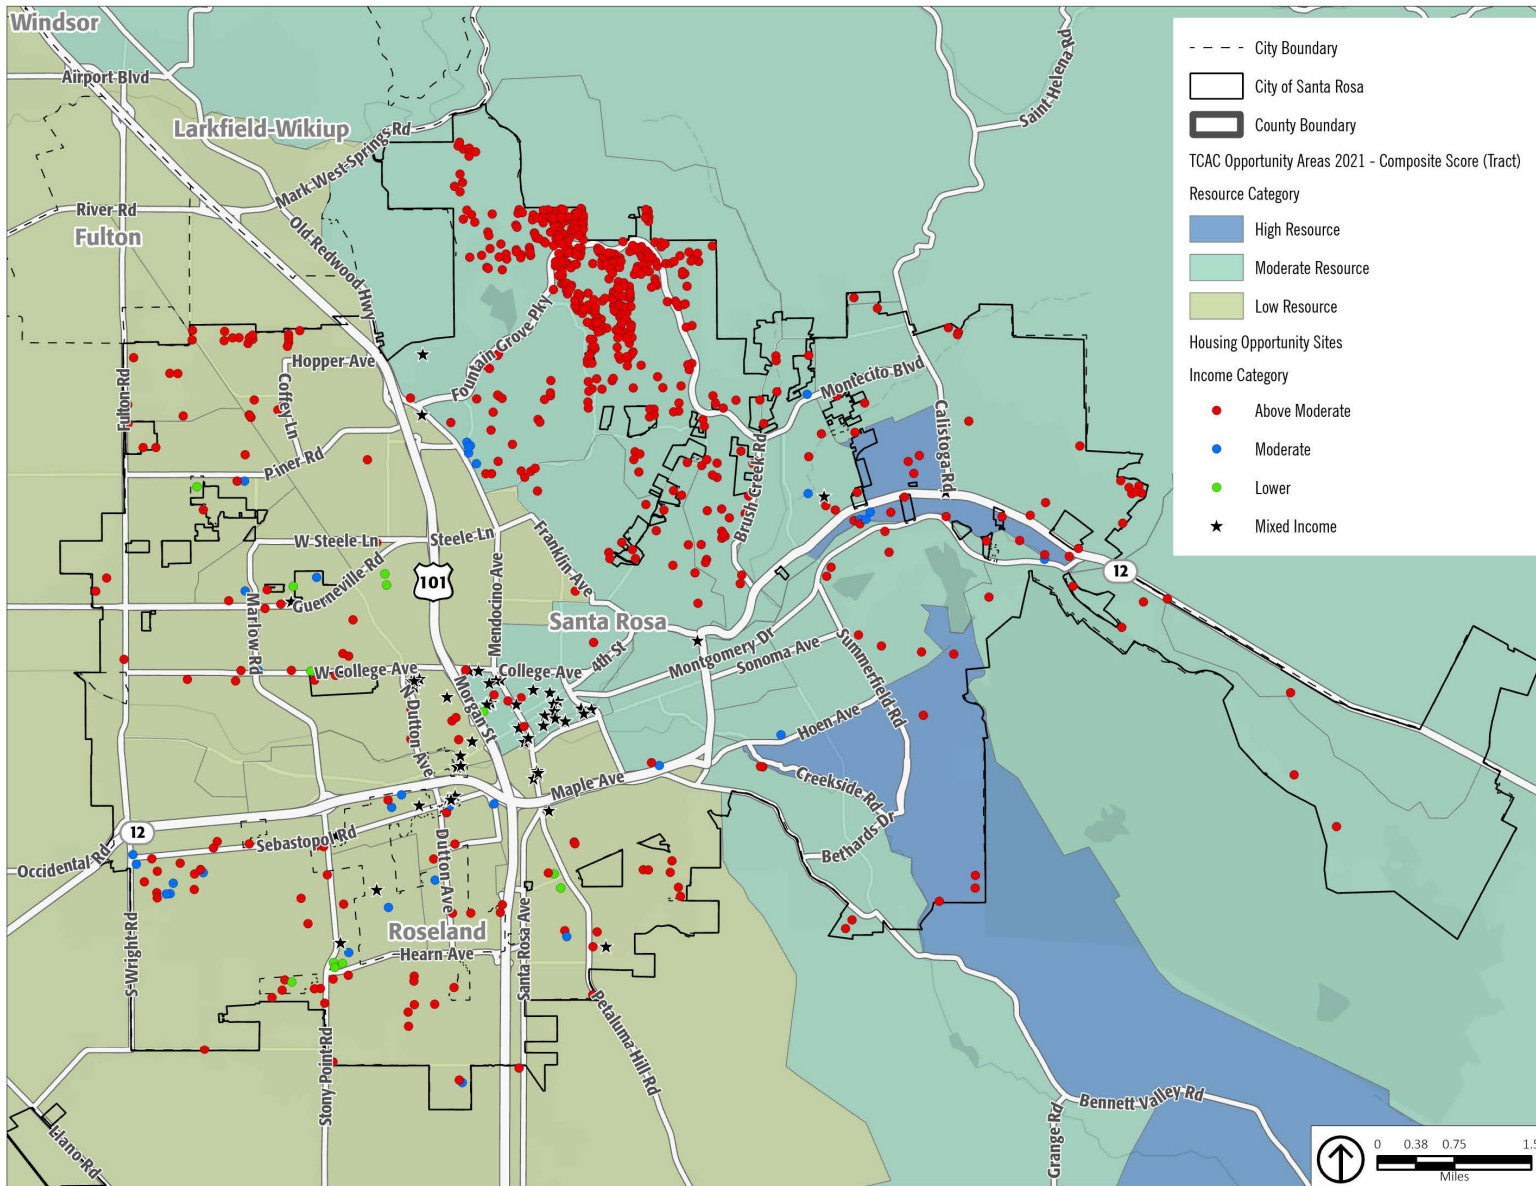 Windsor
Airport Blvd
Larkfield-Wikiup
Mark West Springs Rd
River Rd
Fulton
Old Redwood Hwy
Saint Helena Rd
Hopper Ave
Fountain Grove Pky
Fulton Rd
Coffey Ln
Piner Rd
Montecito Blvd
Calistoga Rd
Brush Creek Rd
W Steele Ln
Steele Ln
Franklin Ave
Guerneville Rd
101
Mendocino Ave
Marlow Rd
12
Santa Rosa
4th St
Montgomery Dr
Sonoma Ave
Summerfield Rd
W College Ave
College Ave
N Dutton Ave
Morgan St
Hoen Ave
Maple Ave
Creekside Rd
Bethards Dr
12
Sebastopol Rd
Occidental Rd
Dutton Ave
S Wright Rd
Roseland
Hearn Ave
Santa Rosa Ave
Stony Point Rd
Petaluma Hill Rd
Llano Rd
Grange Rd
Bennett Valley Rd
City Boundary
City of Santa Rosa
County Boundary
TCAC Opportunity Areas 2021 - Composite Score (Tract)
Resource Category
High Resource
Moderate Resource
Low Resource
Housing Opportunity Sites
Income Category
Above Moderate
Moderate
Lower
Mixed Income
0 0.38 0.75 1.5
Miles